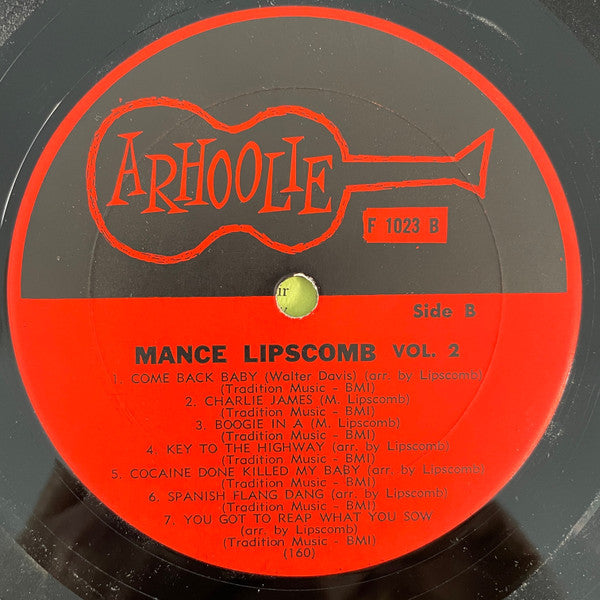 ARHOOLIE
F 1023 B
ur
Side B
MANCE LIPSCOMB VOL. 2
1. COME BACK BABY (Walter Davis) (arr. by Lipscomb)
(Tradition Music - BMI)
2. CHARLIE JAMES (M. Lipscomb)
(Tradition Music - BMI)
3. BOOGIE IN A (M. Lipscomb)
(Tradition Music - BMI)
4. KEY TO THE HIGHWAY (arr. by Lipscomb)
(Tradition Music - BMI)
5. COCAINE DONE KILLED MY BABY (arr. by Lipscomb)
(Tradition Music - BMI)
6. SPANISH FLANG DANG (arr. by Lipscomb)
(Tradition Music - BMI)
7. YOU GOT TO REAP WHAT YOU SOW
(arr. by Lipscomb)
(Tradition Music - BMI)
(160)